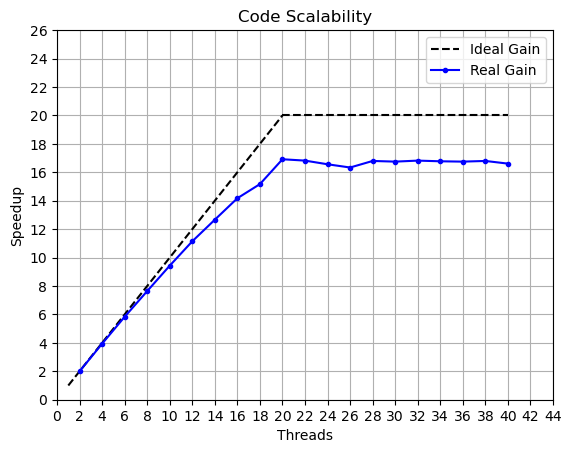 Code Scalability
Ideal Gain
Real Gain
26
24
22
20
18
16
14
12
10
8
6
4
2
0
Speedup
0 2 4 6 8 10 12 14 16 18 20 22 24 26 28 30 32 34 36 38 40 42 44
Threads